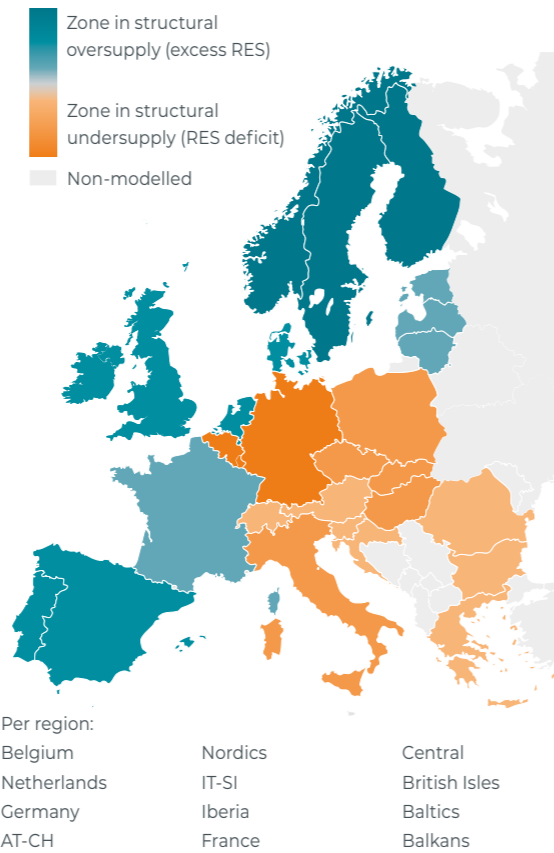 Zone in structural
oversupply (excess RES)
Zone in structural
undersupply (RES deficit)
Non-modelled
Per region:
Belgium
Netherlands
Germany
AT-CH
Nordics
IT-SI
Iberia
France
Central
British Isles
Baltics
Balkans